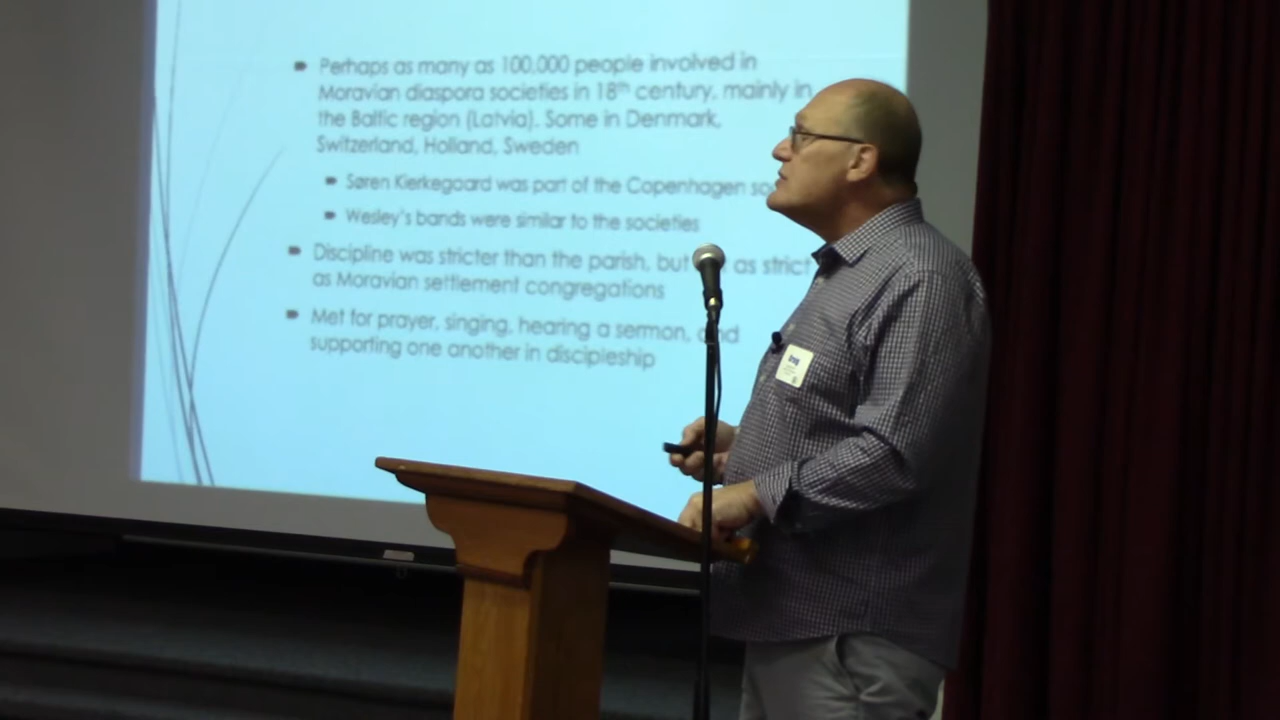 Perhaps as many as 100,000 people involved in
Moravian diaspora societies in 18th century, mainly in
the Baltic region (Latvia). Some in Denmark,
Switzerland, Holland, Sweden
Søren Kierkegaard was part of the Copenhagen so
Wesley's bands were similar to the societies
Discipline was stricter than the parish, but as strict
as Moravian settlement congregations
Met for prayer, singing, hearing a sermon, and
supporting one another in discipleship